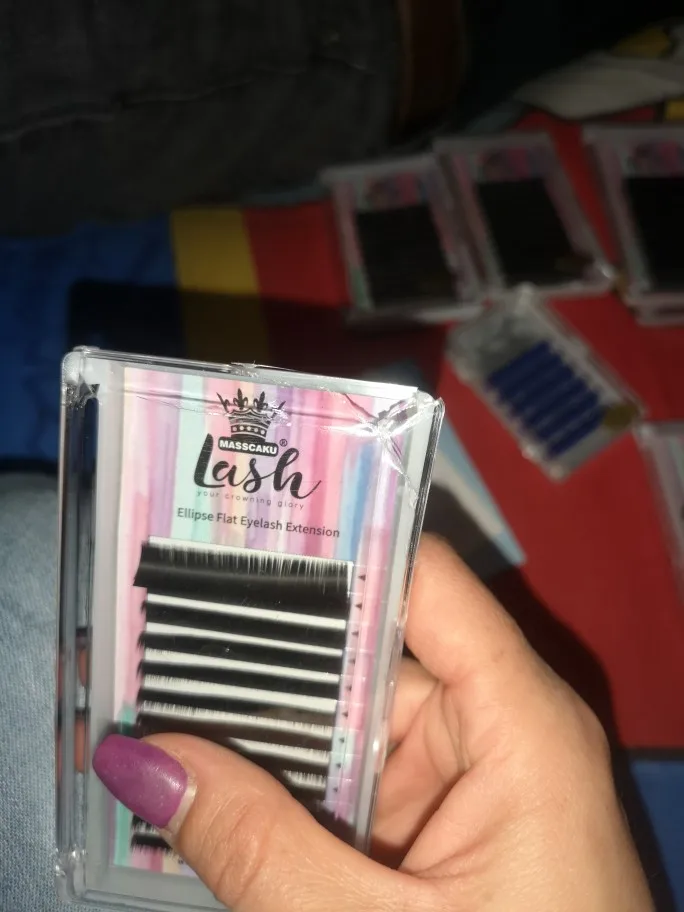 MASSCAKU®
Lash
your crowning glory
Ellipse Flat Eyelash Extension